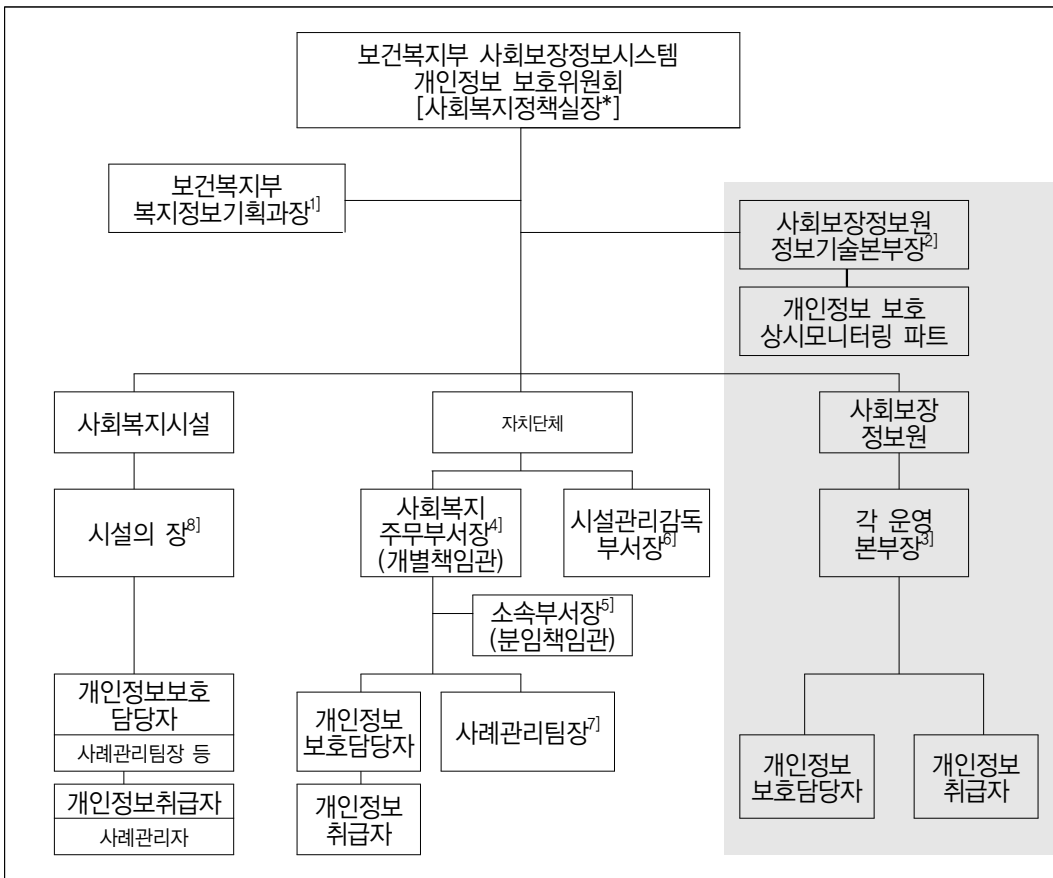 보건복지부 사회보장정보시스템
개인정보 보호위원회
[사회복지정책실장*]
보건복지부
복지정보기획과장1]
사회보장정보원
정보기술본부장2]
개인정보 보호
상시모니터링 파트
사회복지시설
자치단체
사회보장
정보원
시설의 장8]
사회복지
주무부서장4]
(개별책임관)
시설관리감독
부서장6]
각 운영
본부장3]
소속부서장5]
(분임책임관)
개인정보보호
담당자
사례관리팀장 등
개인정보취급자
사례관리자
개인정보
보호담당자
사례관리팀장7]
개인정보
취급자
개인정보
보호담당자
개인정보
취급자